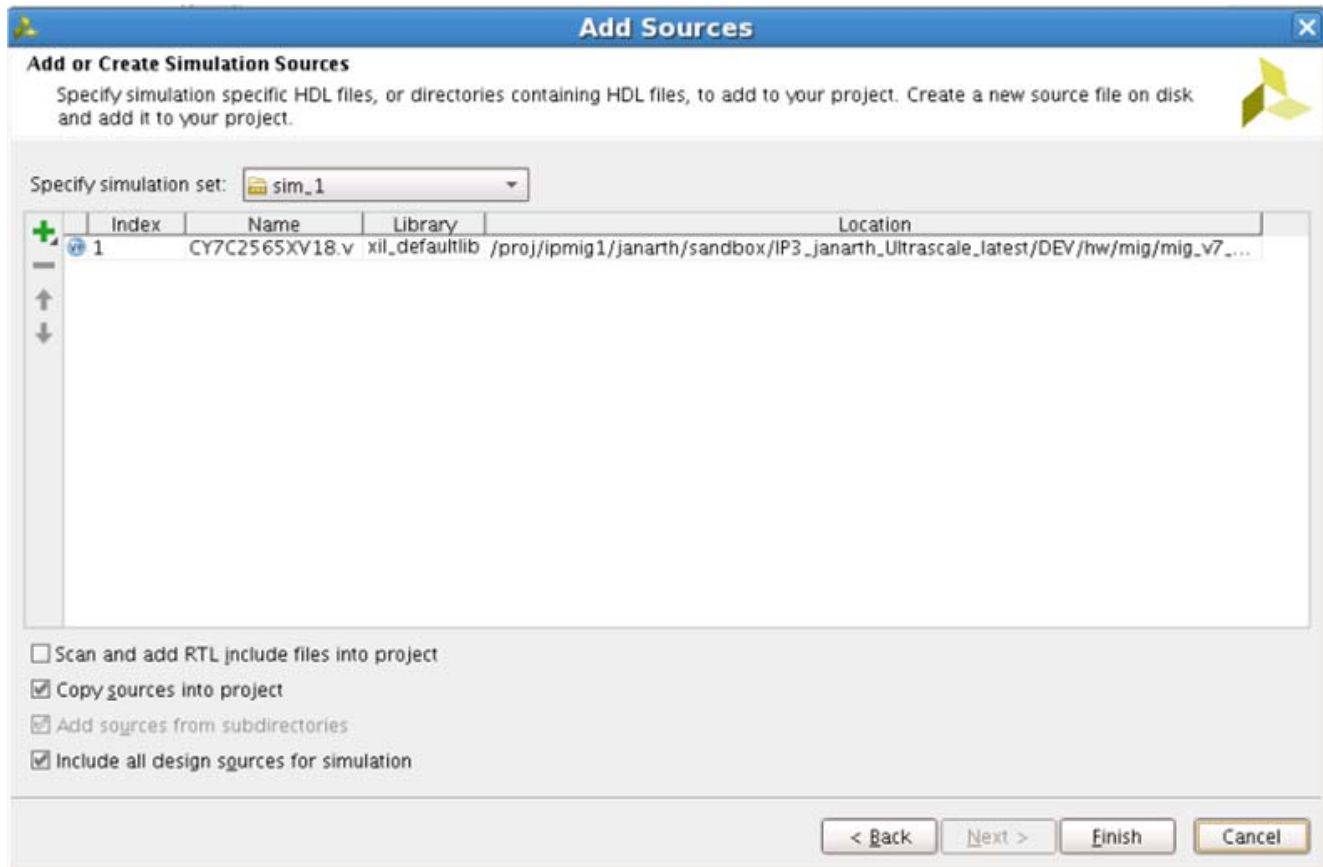 Add Sources
Add or Create Simulation Sources
Specify simulation specific HDL files, or directories containing HDL files, to add to your project. Create a new source file on disk
and add it to your project.
Specify simulation set: sim_1
Index Name Library Location
1 CY7C2565XV18.v xil_defaultlib /proj/ipmig1/janarth/sandbox/IP3_janarth_Ultrascale_latest/DEV/hw/mig/mig_v7_...
Scan and add RTL include files into project
Copy sources into project
Add sources from subdirectories
Include all design sources for simulation
< Back Next > Finish Cancel